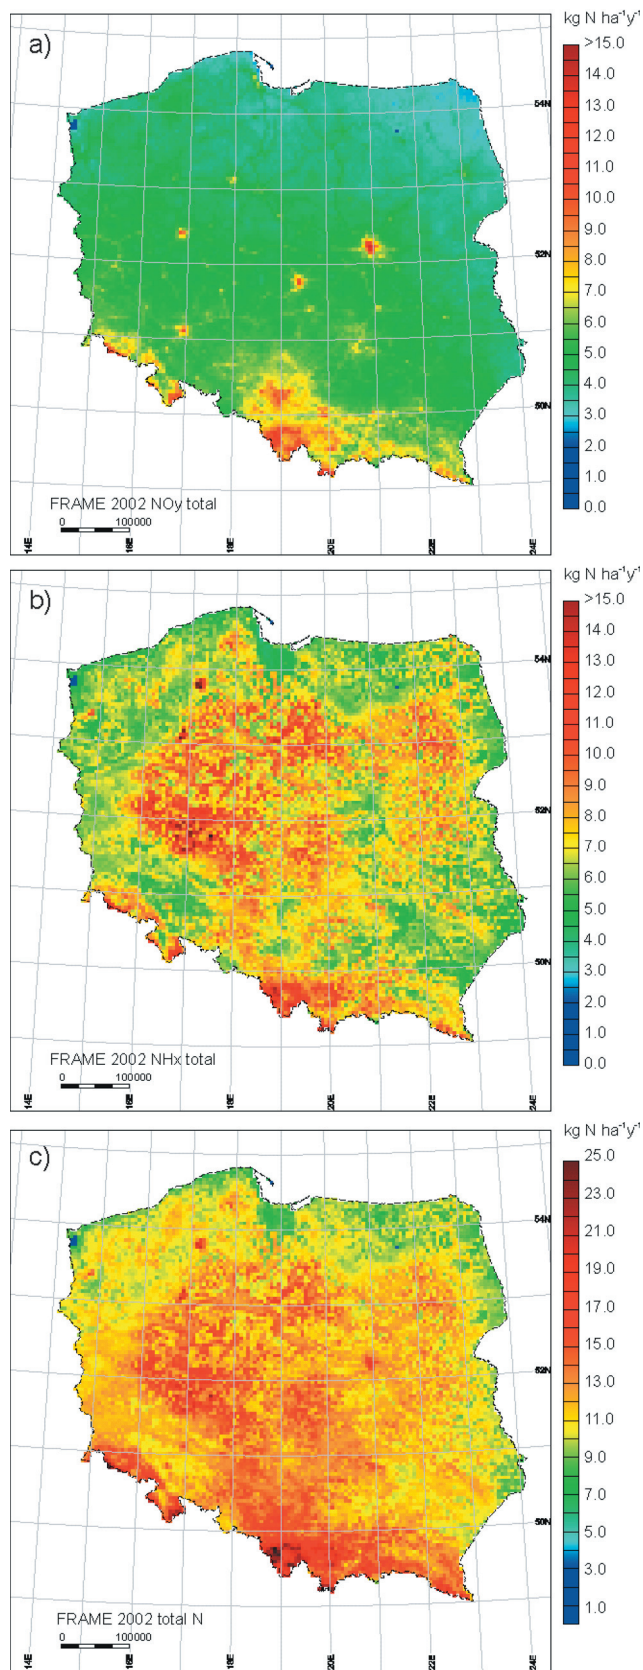 kg N ha⁻¹y⁻¹
a)
>15.0
14.0
13.0
12.0
11.0
10.0
9.0
8.0
7.0
6.0
5.0
4.0
3.0
2.0
1.0
0.0
54N
52N
50N
FRAME 2002 NOy total
0 100000
14E 16E 18E 20E 22E 24E
kg N ha⁻¹y⁻¹
b)
>15.0
14.0
13.0
12.0
11.0
10.0
9.0
8.0
7.0
6.0
5.0
4.0
3.0
2.0
1.0
0.0
54N
52N
50N
FRAME 2002 NHx total
0 100000
14E 16E 18E 20E 22E 24E
kg N ha⁻¹y⁻¹
c)
25.0
23.0
21.0
19.0
17.0
15.0
13.0
11.0
9.0
7.0
5.0
3.0
1.0
54N
52N
50N
FRAME 2002 total N
0 100000
14E 16E 18E 20E 22E 24E